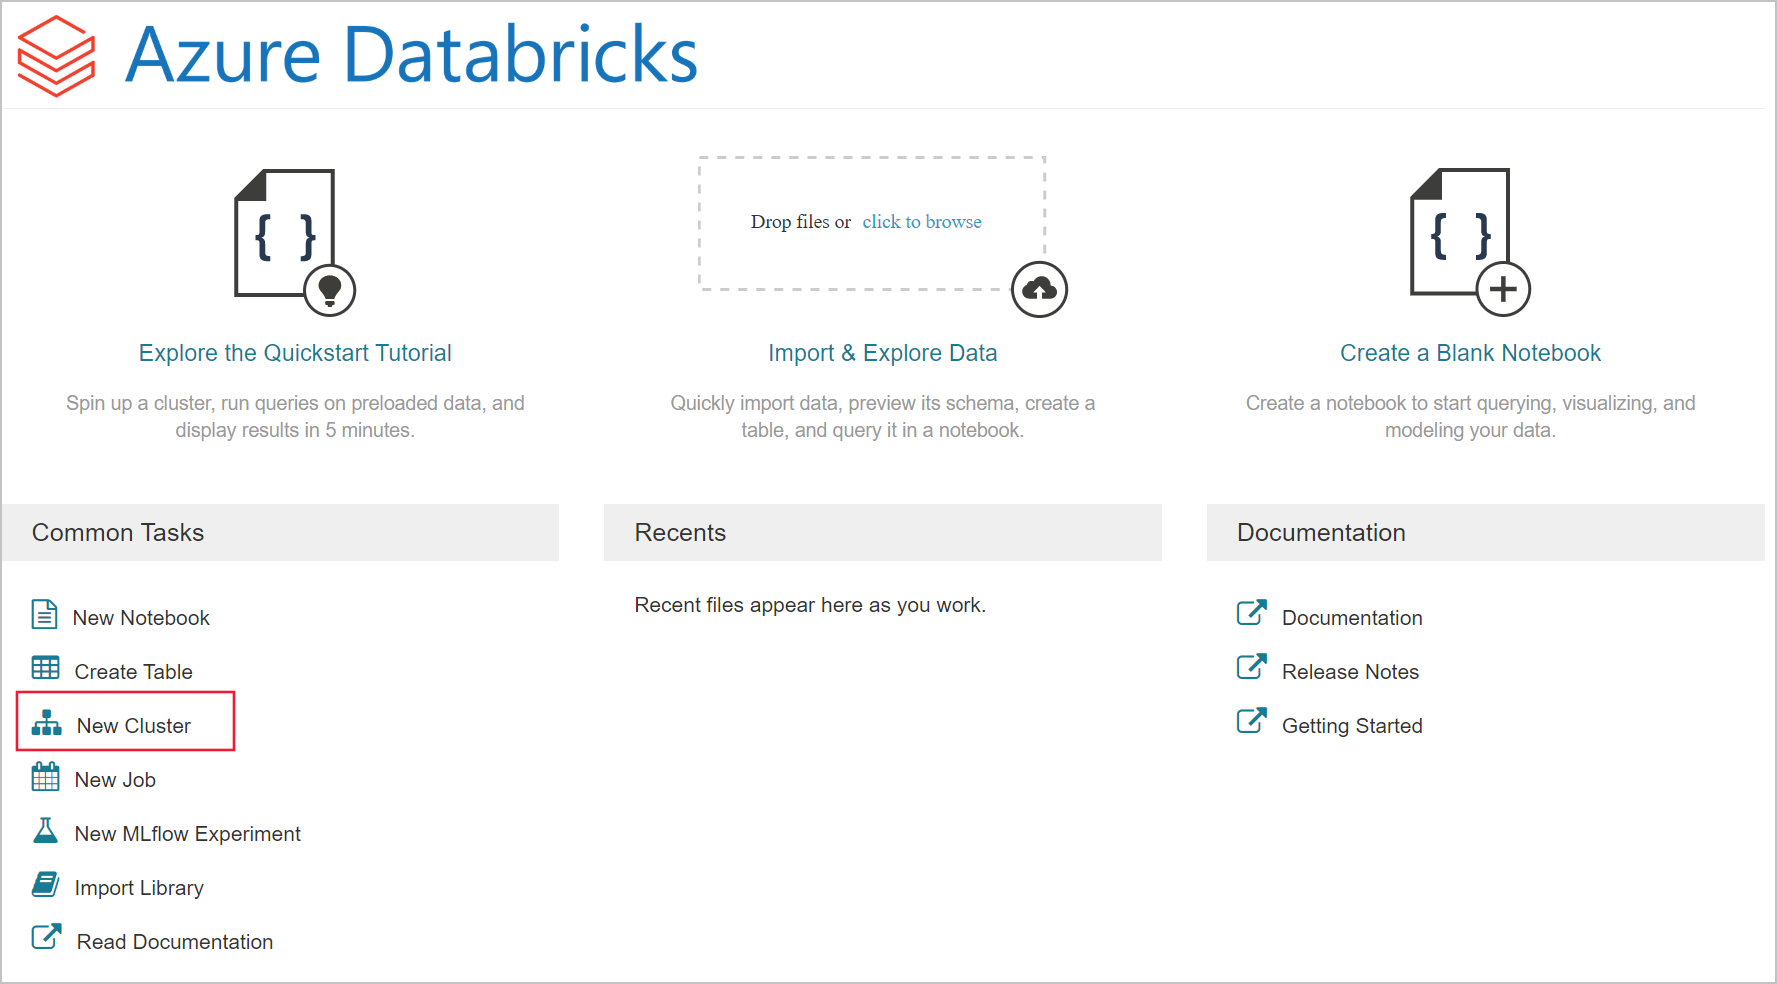 Azure Databricks
{ }
Explore the Quickstart Tutorial
Spin up a cluster, run queries on preloaded data, and
display results in 5 minutes.
Drop files or click to browse
Import & Explore Data
Quickly import data, preview its schema, create a
table, and query it in a notebook.
{ }
Create a Blank Notebook
Create a notebook to start querying, visualizing, and
modeling your data.
Common Tasks
New Notebook
Create Table
New Cluster
New Job
New MLflow Experiment
Import Library
Read Documentation
Recents
Recent files appear here as you work.
Documentation
Documentation
Release Notes
Getting Started